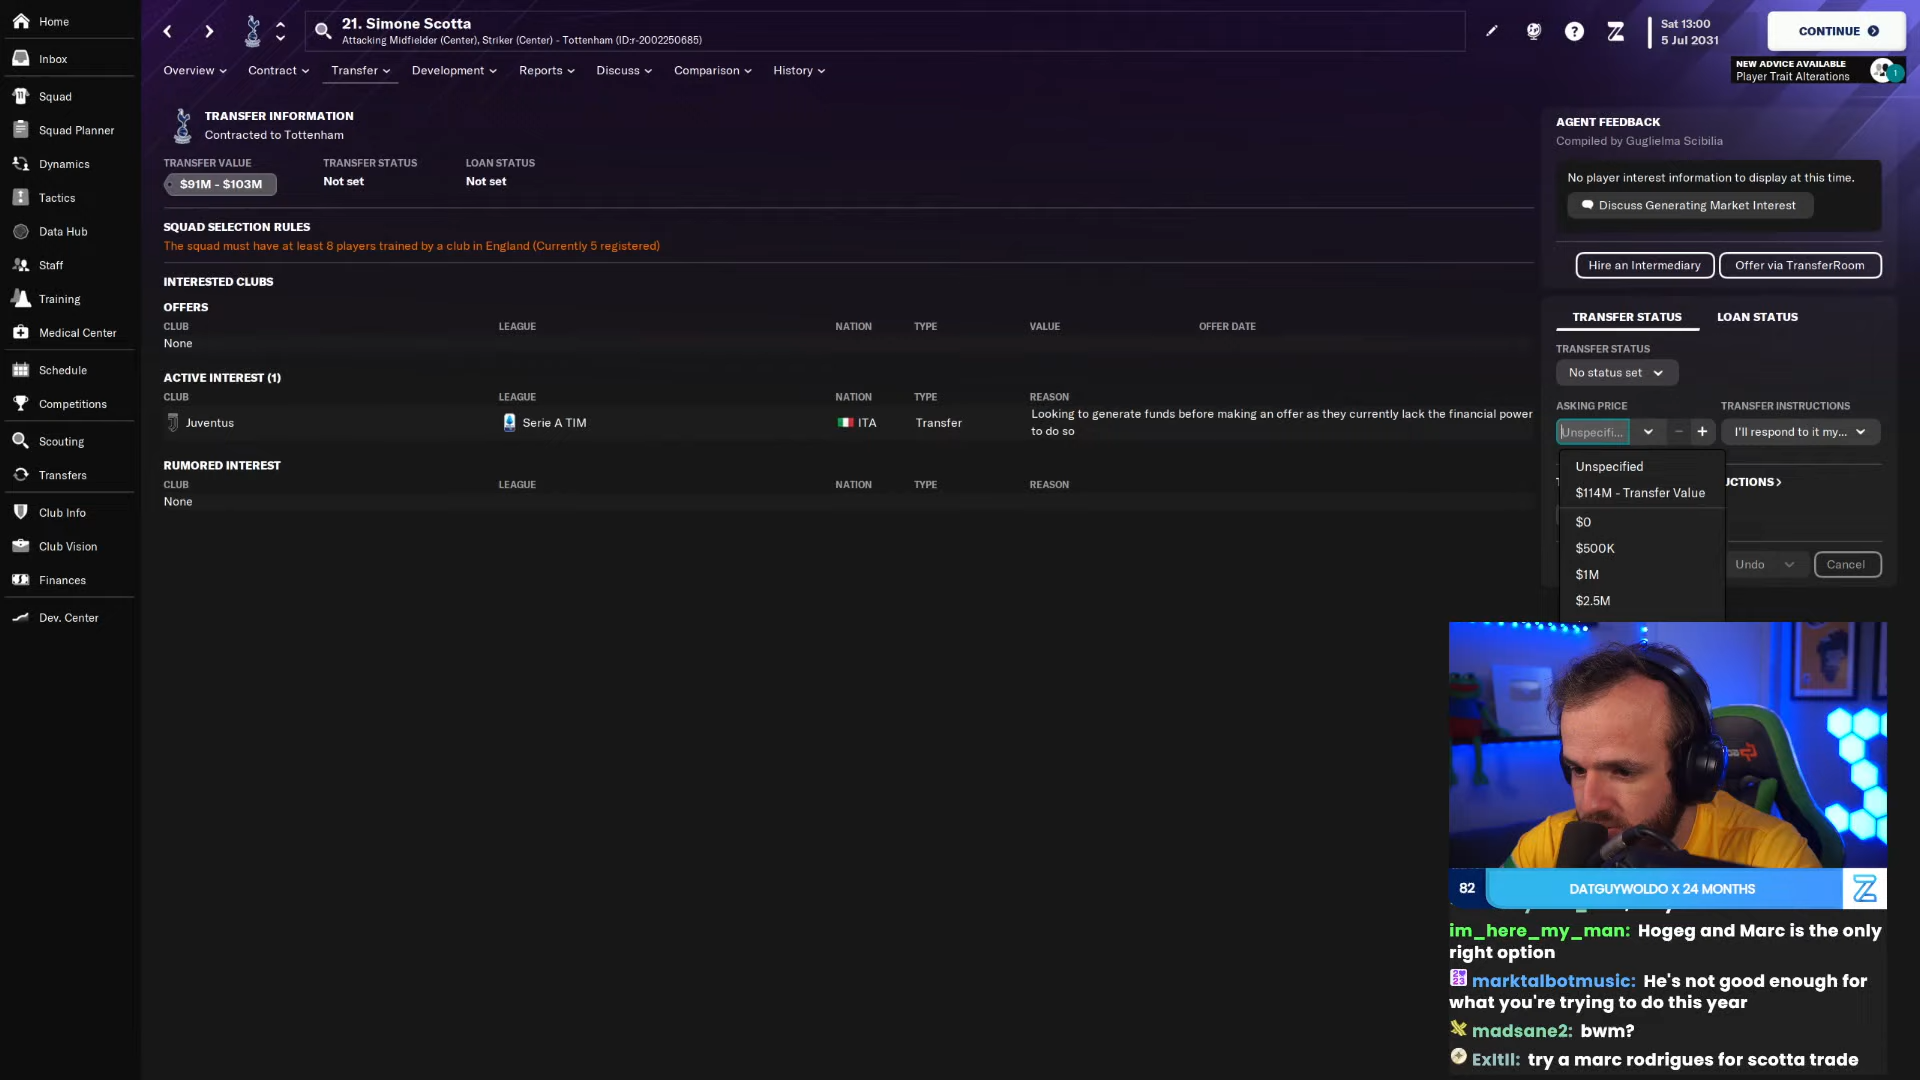 Home
Inbox
Squad
Squad Planner
Dynamics
Tactics
Data Hub
Staff
Training
Medical Center
Schedule
Competitions
Scouting
Transfers
Club Info
Club Vision
Finances
Dev. Center
21. Simone Scotta
Attacking Midfielder (Center), Striker (Center) - Tottenham (ID:r-2002250685)
Sat 13:00
5 Jul 2031
CONTINUE
NEW ADVICE AVAILABLE
Player Trait Alterations
1
Overview Contract Transfer Development Reports Discuss Comparison History
TRANSFER INFORMATION
Contracted to Tottenham
TRANSFER VALUE TRANSFER STATUS LOAN STATUS
$91M - $103M Not set Not set
SQUAD SELECTION RULES
The squad must have at least 8 players trained by a club in England (Currently 5 registered)
INTERESTED CLUBS
OFFERS
CLUB LEAGUE NATION TYPE VALUE OFFER DATE
None
ACTIVE INTEREST (1)
CLUB LEAGUE NATION TYPE REASON
Juventus Serie A TIM ITA Transfer Looking to generate funds before making an offer as they currently lack the financial power
to do so
RUMORED INTEREST
CLUB LEAGUE NATION TYPE REASON
None
AGENT FEEDBACK
Compiled by Guglielma Scibilia
No player interest information to display at this time.
Discuss Generating Market Interest
Hire an Intermediary Offer via TransferRoom
TRANSFER STATUS LOAN STATUS
TRANSFER STATUS
No status set
ASKING PRICE TRANSFER INSTRUCTIONS
Unspecifi... I'll respond to it my...
Unspecified
$114M - Transfer Value
$0
$500K
$1M
$2.5M
Undo Cancel
82 DATGUYWOLDO X 24 MONTHS
im_here_my_man: Hogeg and Marc is the only
right option
marktalbotmusic: He's not good enough for
what you're trying to do this year
madsane2: bwm?
ExItII: try a marc rodrigues for scotta trade